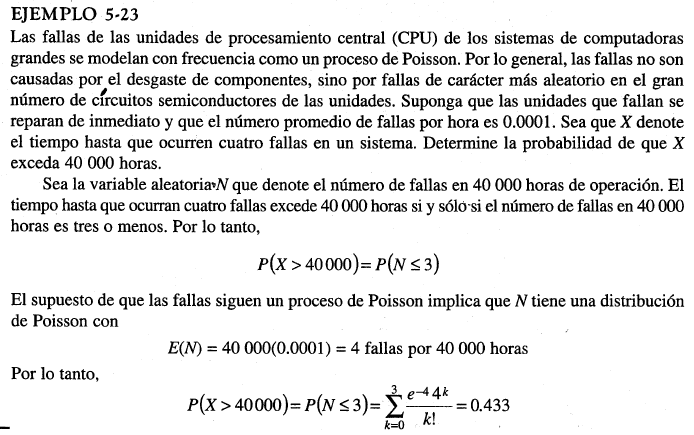 EJEMPLO 5-23
Las fallas de las unidades de procesamiento central (CPU) de los sistemas de computadoras
grandes se modelan con frecuencia como un proceso de Poisson. Por lo general, las fallas no son
causadas por el desgaste de componentes, sino por fallas de carácter más aleatorio en el gran
número de circuitos semiconductores de las unidades. Suponga que las unidades que fallan se
reparan de inmediato y que el número promedio de fallas por hora es 0.0001. Sea que X denote
el tiempo hasta que ocurren cuatro fallas en un sistema. Determine la probabilidad de que X
exceda 40 000 horas.
Sea la variable aleatoria N que denote el número de fallas en 40 000 horas de operación. El
tiempo hasta que ocurran cuatro fallas excede 40 000 horas si y sólo si el número de fallas en 40 000
horas es tres o menos. Por lo tanto,
P(X > 40 000) = P(N ≤ 3)
El supuesto de que las fallas siguen un proceso de Poisson implica que N tiene una distribución
de Poisson con
E(N) = 40 000(0.0001) = 4 fallas por 40 000 horas
Por lo tanto,
P(X > 40 000) = P(N ≤ 3) = ∑_{k=0}^{3} \frac{e^{-4} 4^k}{k!} = 0.433